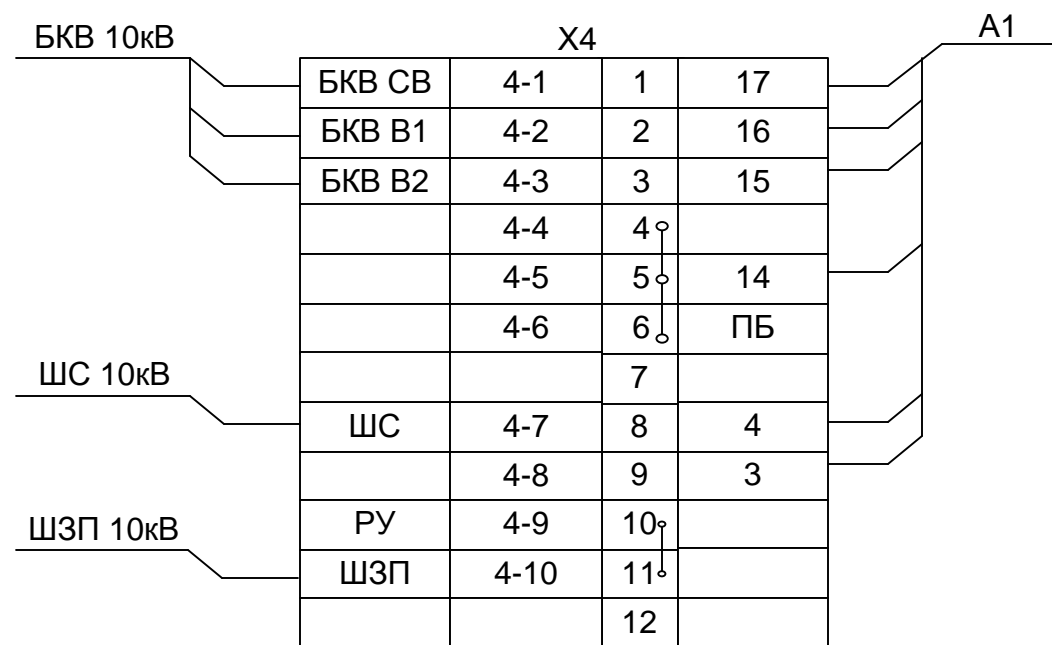 БКВ 10кВ
X4
A1
БКВ СВ 4-1 1 17
БКВ В1 4-2 2 16
БКВ В2 4-3 3 15
4-4 4
4-5 5 14
4-6 6 ПБ
ШС 10кВ
7
ШС 4-7 8 4
4-8 9 3
ШЗП 10кВ
РУ 4-9 10
ШЗП 4-10 11
12